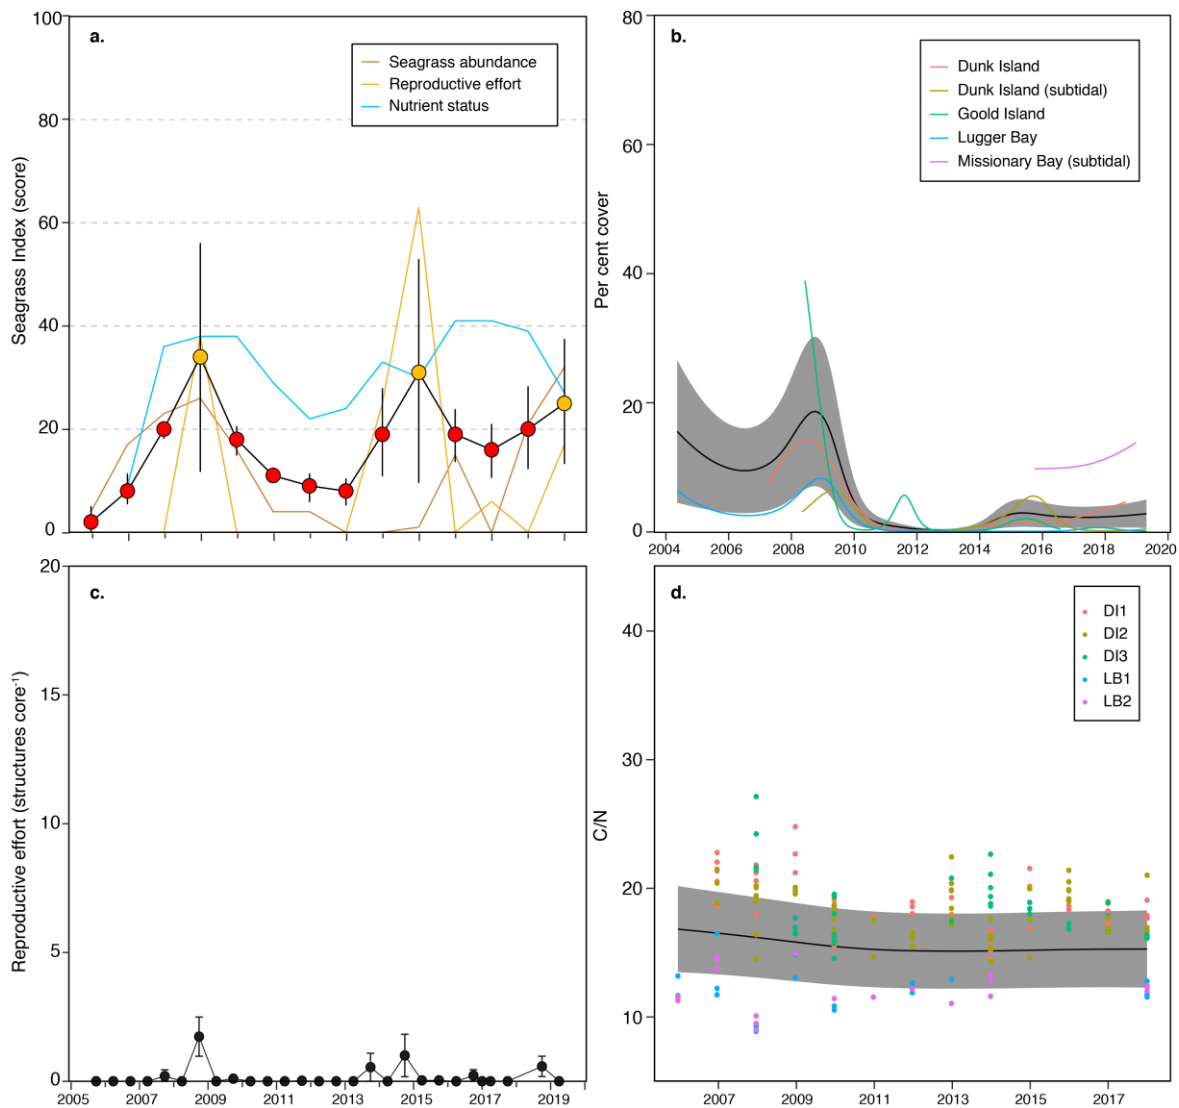 a.
100
80
60
40
20
0
Seagrass Index (score)
Seagrass abundance
Reproductive effort
Nutrient status
b.
80
60
40
20
0
Per cent cover
Dunk Island
Dunk Island (subtidal)
Goold Island
Lugger Bay
Missionary Bay (subtidal)
2004 2006 2008 2010 2012 2014 2016 2018 2020
c.
20
15
10
5
0
Reproductive effort (structures core⁻¹)
2005 2007 2009 2011 2013 2015 2017 2019
d.
40
30
20
10
C/N
DI1
DI2
DI3
LB1
LB2
2007 2009 2011 2013 2015 2017